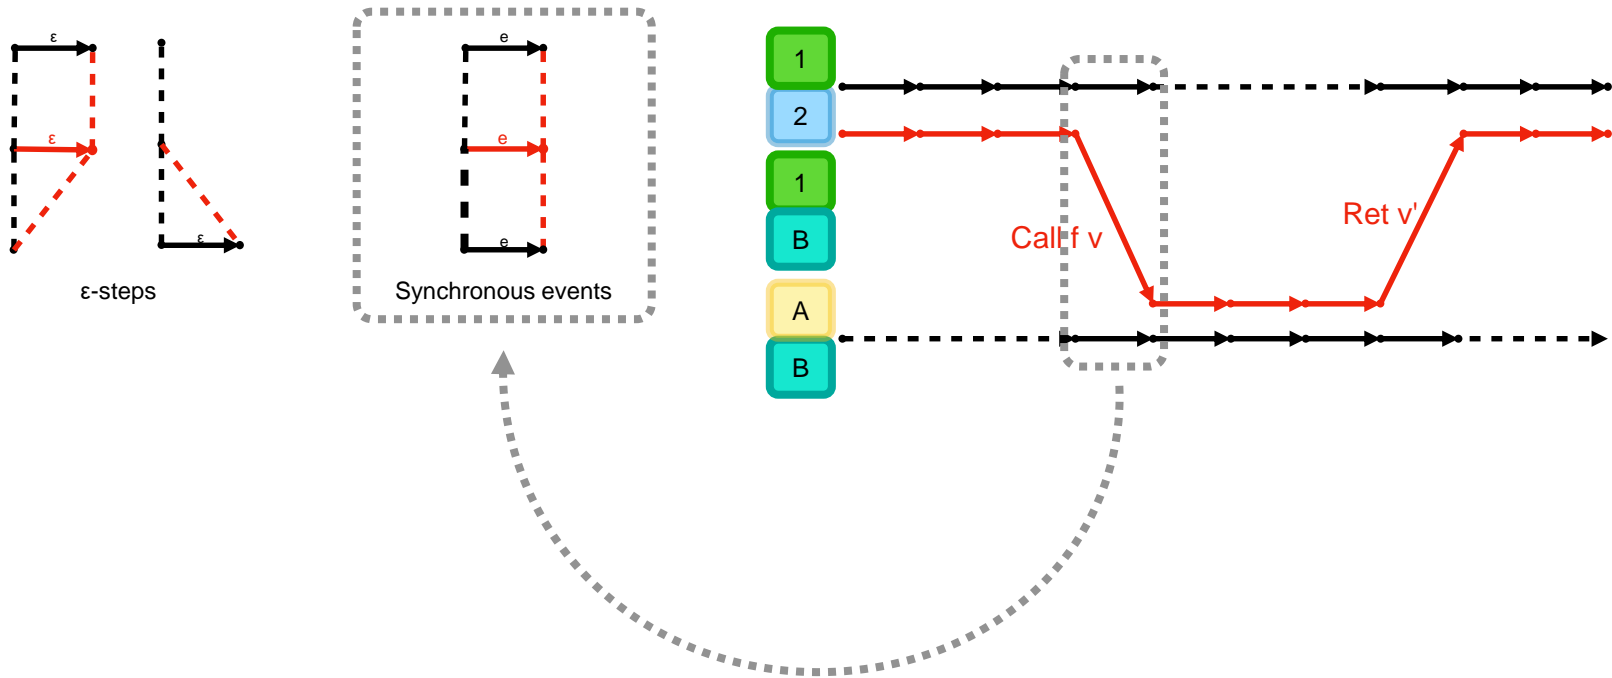 ε
ε
ε
ε-steps
e
e
e
Synchronous events
1
2
1
B
A
B
Call f v
Ret v'